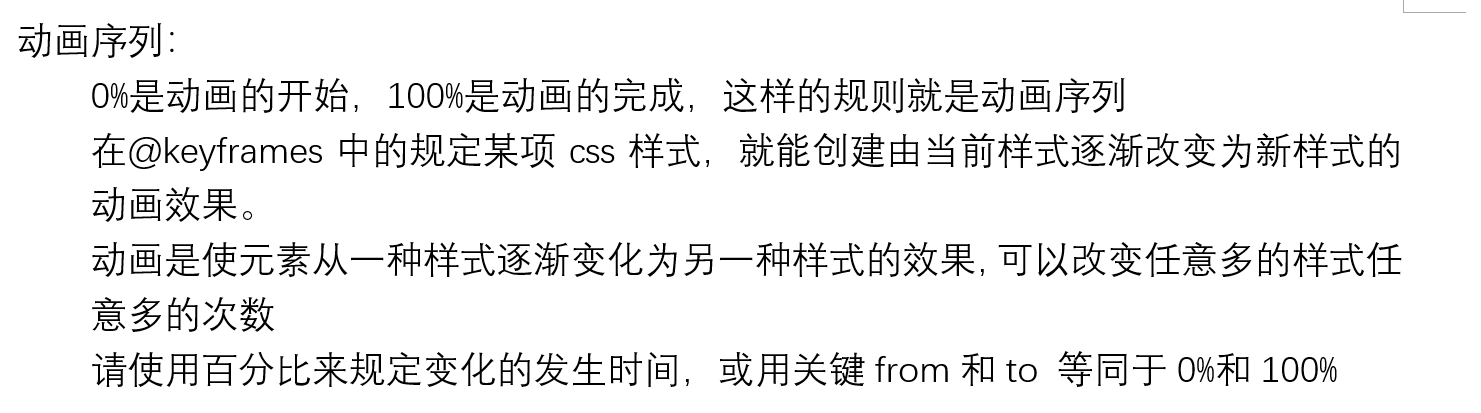 动画序列：
0%是动画的开始，100%是动画的完成，这样的规则就是动画序列
在@keyframes 中的规定某项 css 样式，就能创建由当前样式逐渐改变为新样式的
动画效果。
动画是使元素从一种样式逐渐变化为另一种样式的效果, 可以改变任意多的样式任
意多的次数
请使用百分比来规定变化的发生时间，或用关键 from 和 to 等同于 0%和 100%